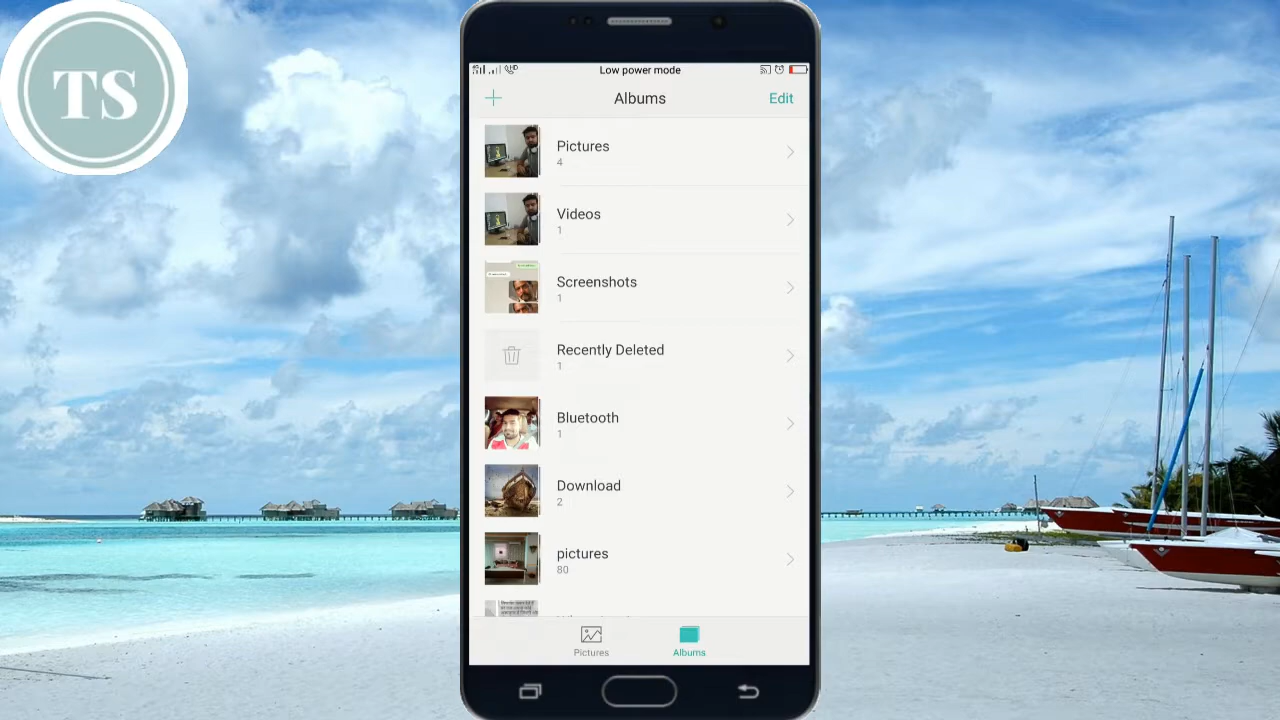 TS
Low power mode
Albums
Edit
Pictures
4
Videos
1
Screenshots
1
Recently Deleted
1
Bluetooth
1
Download
2
pictures
80
Pictures
Albums